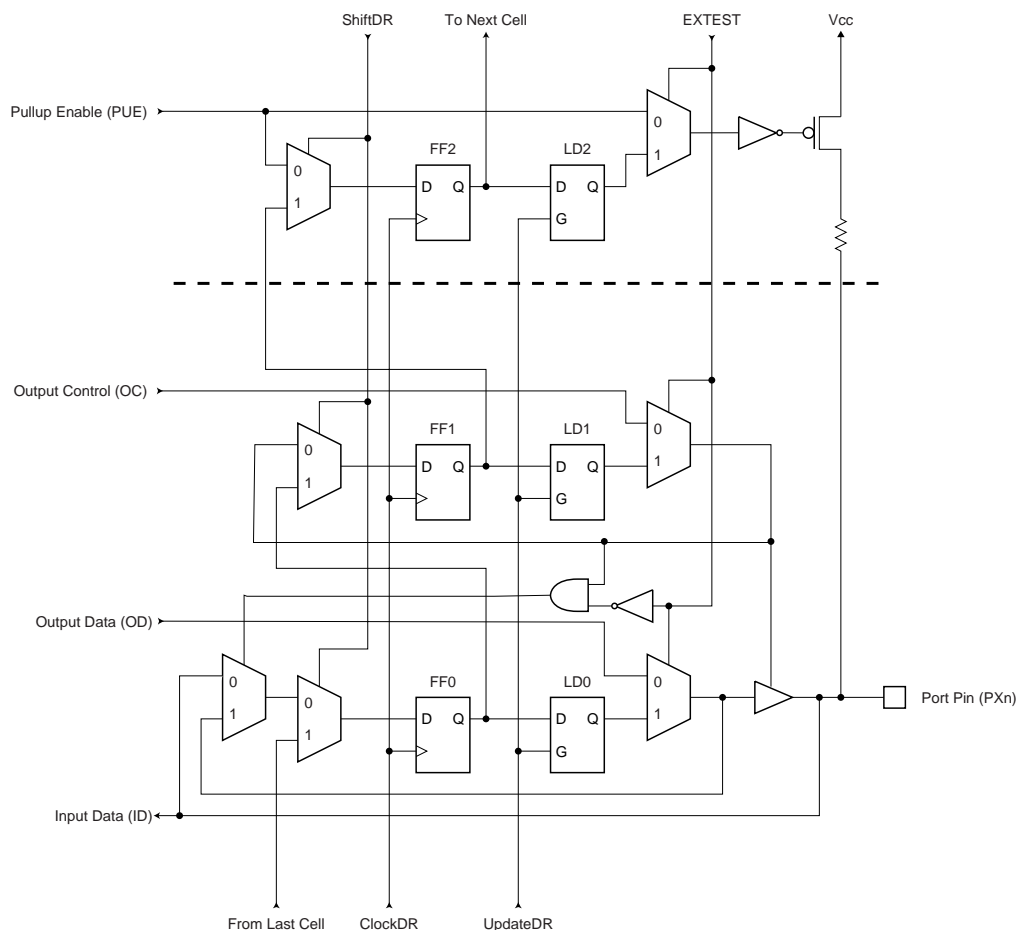 ShiftDR To Next Cell EXTEST Vcc
Pullup Enable (PUE)
0
1
FF2
D Q
LD2
D Q
G
0
1
Output Control (OC)
0
1
FF1
D Q
LD1
D Q
G
0
1
Output Data (OD)
0
1
0
1
FF0
D Q
LD0
D Q
G
0
1
Port Pin (PXn)
Input Data (ID)
From Last Cell ClockDR UpdateDR